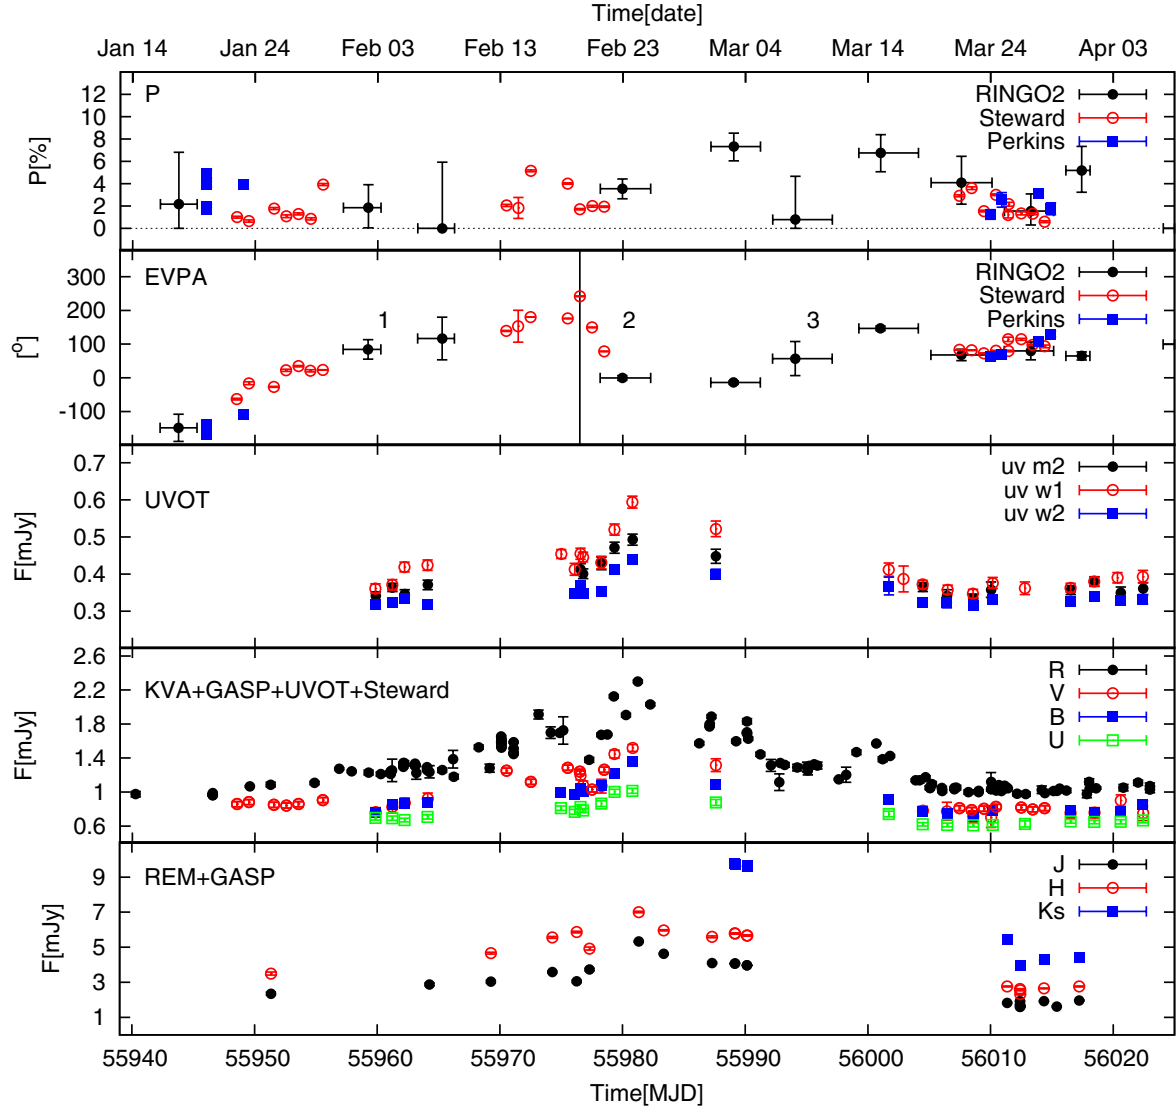 Time[date]
Jan 14 Jan 24 Feb 03 Feb 13 Feb 23 Mar 04 Mar 14 Mar 24 Apr 03
P
RINGO2
Steward
Perkins
P[%]
12
10
8
6
4
2
0
EVPA
RINGO2
Steward
Perkins
1 2 3
[º]
300
200
100
0
-100
UVOT
uv m2
uv w1
uv w2
F[mJy]
0.7
0.6
0.5
0.4
0.3
KVA+GASP+UVOT+Steward
R
V
B
U
F[mJy]
2.6
2.2
1.8
1.4
1
0.6
REM+GASP
J
H
Ks
F[mJy]
9
7
5
3
1
55940 55950 55960 55970 55980 55990 56000 56010 56020
Time[MJD]